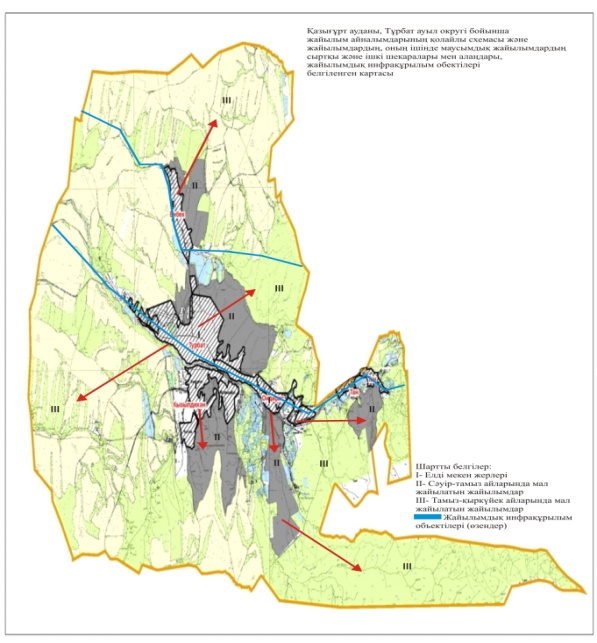 Қазығұрт ауданы, Тұрбат ауыл округі бойынша
жайылым айналымдарының қолайлы схемасы және
жайылымдардың, оның ішінде маусымдық жайылымдардың
сыртқы және ішкі шекаралары мен алаңдары,
жайылымдық инфрақұрылым обектілері
белгіленген картасы
III
II
III
II
I
Тұрбат
III
II
II
II
III
III
Шартты белгілер:
I- Елді мекен жерлері
II- Сәуір-тамыз айларында мал
жайылатын жайылымдар
III- Тамыз-қыркүйек айларында мал
жайылатын жайылымдар
Жайылымдық инфрақұрылым
объектілері (өзендер)